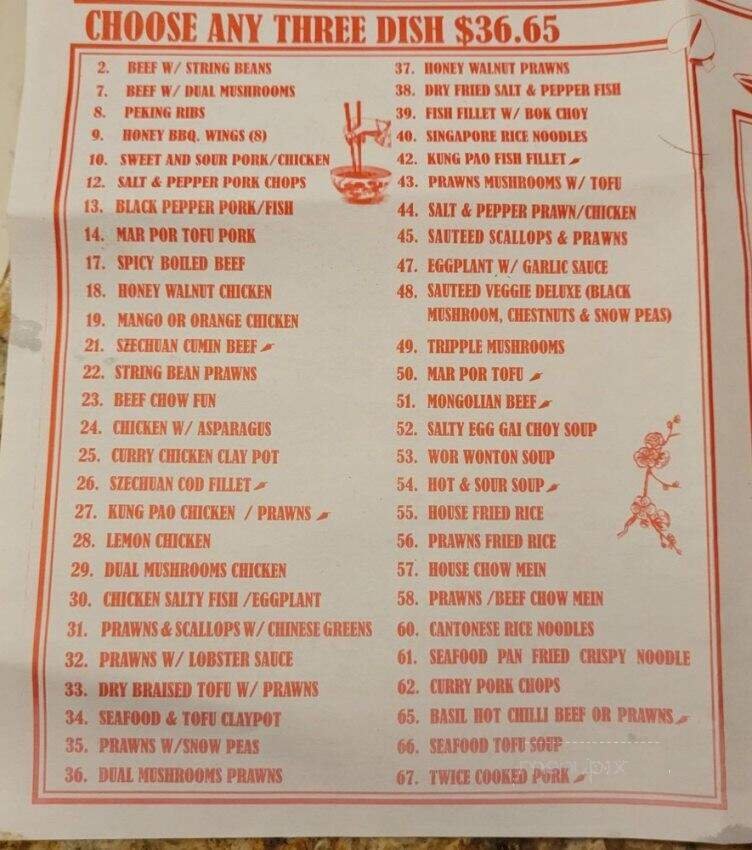 CHOOSE ANY THREE DISH $36.65
2. BEEF W/ STRING BEANS
7. BEEF W/ DUAL MUSHROOMS
8. PEKING RIBS
9. HONEY BBQ. WINGS (8)
10. SWEET AND SOUR PORK/CHICKEN
12. SALT & PEPPER PORK CHOPS
13. BLACK PEPPER PORK/FISH
14. MAR POR TOFU PORK
17. SPICY BOILED BEEF
18. HONEY WALNUT CHICKEN
19. MANGO OR ORANGE CHICKEN
21. SZECHUAN CUMIN BEEF
22. STRING BEAN PRAWNS
23. BEEF CHOW FUN
24. CHICKEN W/ ASPARAGUS
25. CURRY CHICKEN CLAY POT
26. SZECHUAN COD FILLET
27. KUNG PAO CHICKEN / PRAWNS
28. LEMON CHICKEN
29. DUAL MUSHROOMS CHICKEN
30. CHICKEN SALTY FISH /EGGPLANT
31. PRAWNS & SCALLOPS W/ CHINESE GREENS
32. PRAWNS W/ LOBSTER SAUCE
33. DRY BRAISED TOFU W/ PRAWNS
34. SEAFOOD & TOFU CLAYPOT
35. PRAWNS W/SNOW PEAS
36. DUAL MUSHROOMS PRAWNS
37. HONEY WALNUT PRAWNS
38. DRY FRIED SALT & PEPPER FISH
39. FISH FILLET W/ BOK CHOY
40. SINGAPORE RICE NOODLES
42. KUNG PAO FISH FILLET
43. PRAWNS MUSHROOMS W/ TOFU
44. SALT & PEPPER PRAWN/CHICKEN
45. SAUTEED SCALLOPS & PRAWNS
47. EGGPLANT W/ GARLIC SAUCE
48. SAUTEED VEGGIE DELUXE (BLACK
MUSHROOM, CHESTNUTS & SNOW PEAS)
49. TRIPPLE MUSHROOMS
50. MAR POR TOFU
51. MONGOLIAN BEEF
52. SALTY EGG GAI CHOY SOUP
53. WOR WONTON SOUP
54. HOT & SOUR SOUP
55. HOUSE FRIED RICE
56. PRAWNS FRIED RICE
57. HOUSE CHOW MEIN
58. PRAWNS /BEEF CHOW MEIN
60. CANTONESE RICE NOODLES
61. SEAFOOD PAN FRIED CRISPY NOODLE
62. CURRY PORK CHOPS
65. BASIL HOT CHILLI BEEF OR PRAWNS
66. SEAFOOD TOFU SOUP
67. TWICE COOKED PORK
menupix